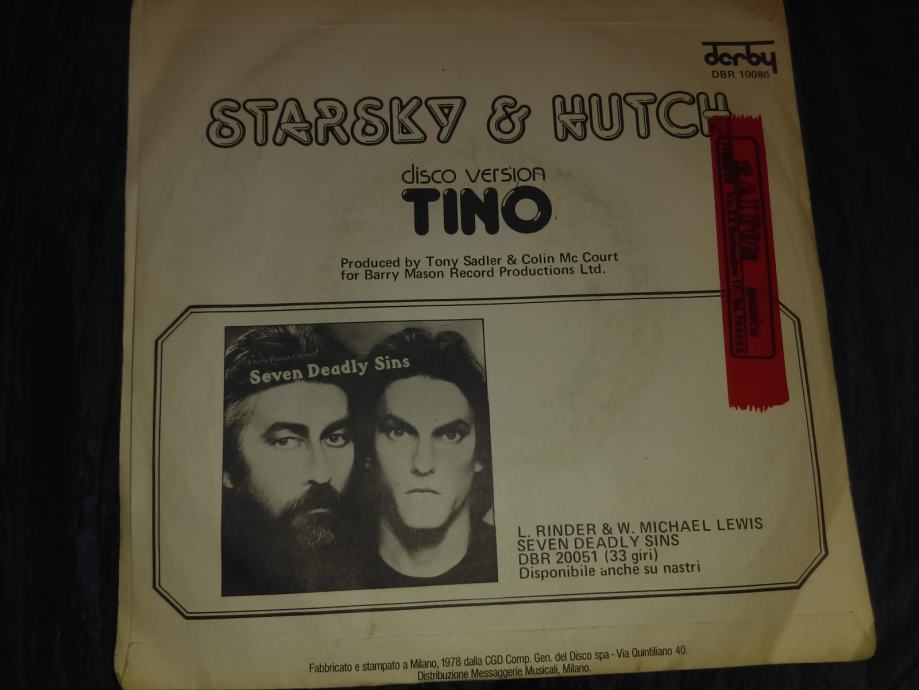 derby
DBR 10080
STARSKY & HUTCH
disco version
TINO
Produced by Tony Sadler & Colin Mc Court
for Barry Mason Record Productions Ltd.
Seven Deadly Sins
L. RINDER & W. MICHAEL LEWIS
SEVEN DEADLY SINS
DBR 20051 (33 giri)
Disponibile anche su nastri
Fabbricato e stampato a Milano, 1978 dalla CGD Comp. Gen. del Disco spa - Via Quintiliano 40.
Distribuzione Messaggerie Musicali, Milano.